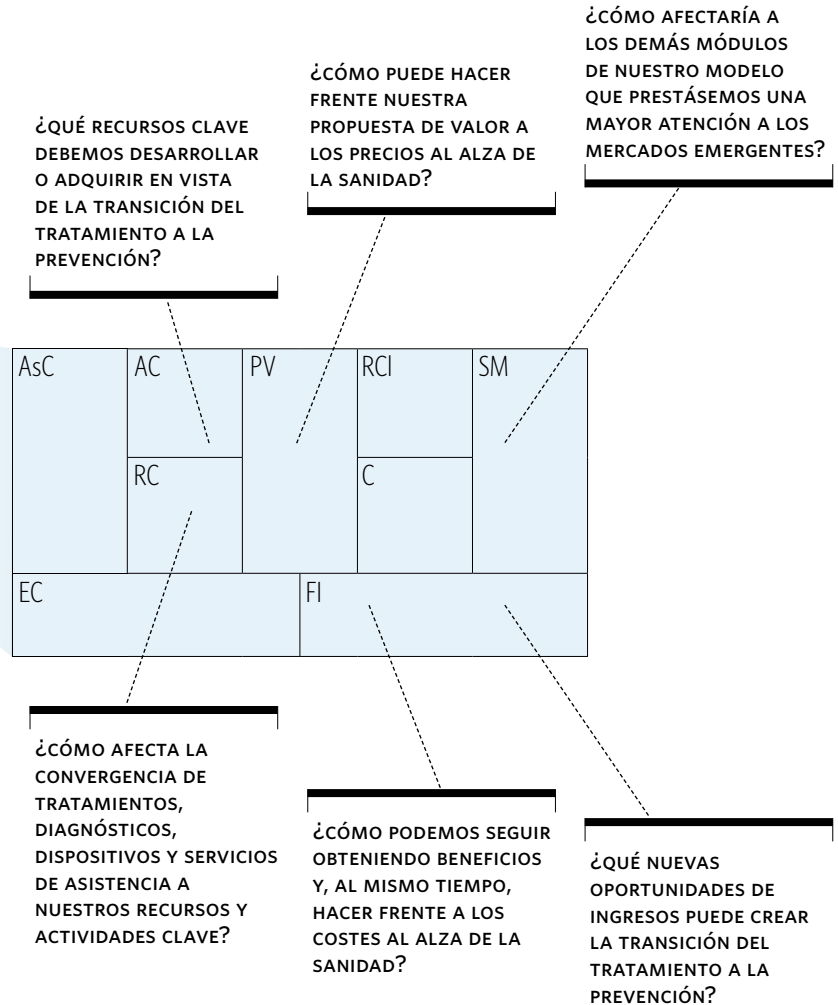 ¿QUÉ RECURSOS CLAVE
DEBEMOS DESARROLLAR
O ADQUIRIR EN VISTA
DE LA TRANSICIÓN DEL
TRATAMIENTO A LA
PREVENCIÓN?
¿CÓMO PUEDE HACER
FRENTE NUESTRA
PROPUESTA DE VALOR A
LOS PRECIOS AL ALZA DE
LA SANIDAD?
¿CÓMO AFECTARÍA A
LOS DEMÁS MÓDULOS
DE NUESTRO MODELO
QUE PRESTÁSEMOS UNA
MAYOR ATENCIÓN A LOS
MERCADOS EMERGENTES?
AsC
AC
PV
RCl
SM
RC
C
EC
FI
¿CÓMO AFECTA LA
CONVERGENCIA DE
TRATAMIENTOS,
DIAGNÓSTICOS,
DISPOSITIVOS Y SERVICIOS
DE ASISTENCIA A
NUESTROS RECURSOS Y
ACTIVIDADES CLAVE?
¿CÓMO PODEMOS SEGUIR
OBTENIENDO BENEFICIOS
Y, AL MISMO TIEMPO,
HACER FRENTE A LOS
COSTES AL ALZA DE LA
SANIDAD?
¿QUÉ NUEVAS
OPORTUNIDADES DE
INGRESOS PUEDE CREAR
LA TRANSICIÓN DEL
TRATAMIENTO A LA
PREVENCIÓN?